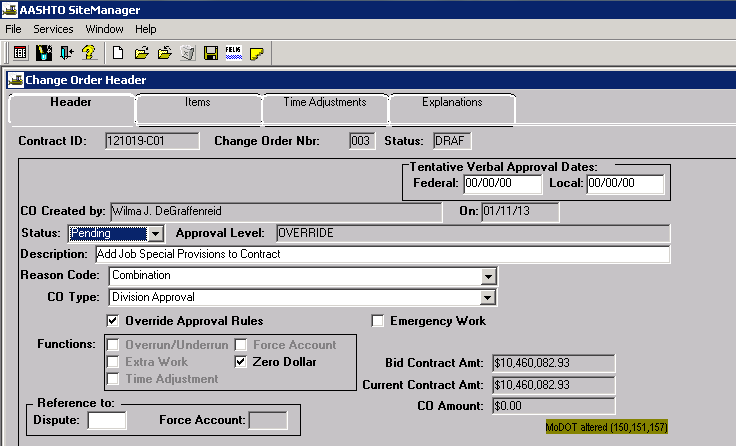 AASHTO SiteManager
File Services Window Help
FELIX
Change Order Header
Header Items Time Adjustments Explanations
Contract ID: 121019-C01 Change Order Nbr: 003 Status: DRAF
Tentative Verbal Approval Dates:
Federal: 00/00/00 Local: 00/00/00
CO Created by: Wilma J. DeGraffenreid On: 01/11/13
Status: Pending Approval Level: OVERRIDE
Description: Add Job Special Provisions to Contract
Reason Code: Combination
CO Type: Division Approval
Override Approval Rules Emergency Work
Functions: Overrun/Underrun Force Account
Extra Work Zero Dollar
Time Adjustment
Bid Contract Amt: $10,460,082.93
Current Contract Amt: $10,460,082.93
CO Amount: $0.00
Reference to:
Dispute: Force Account:
MoDOT altered (150,151,157)